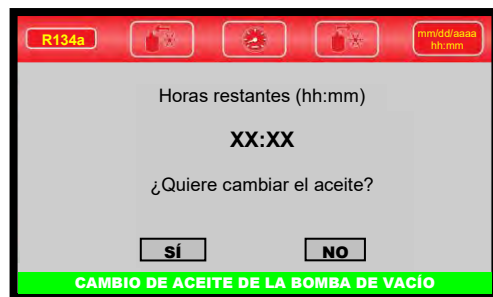 R134a
mm/dd/aaaa
hh:mm
Horas restantes (hh:mm)
XX:XX
¿Quiere cambiar el aceite?
SÍ NO
CAMBIO DE ACEITE DE LA BOMBA DE VACÍO